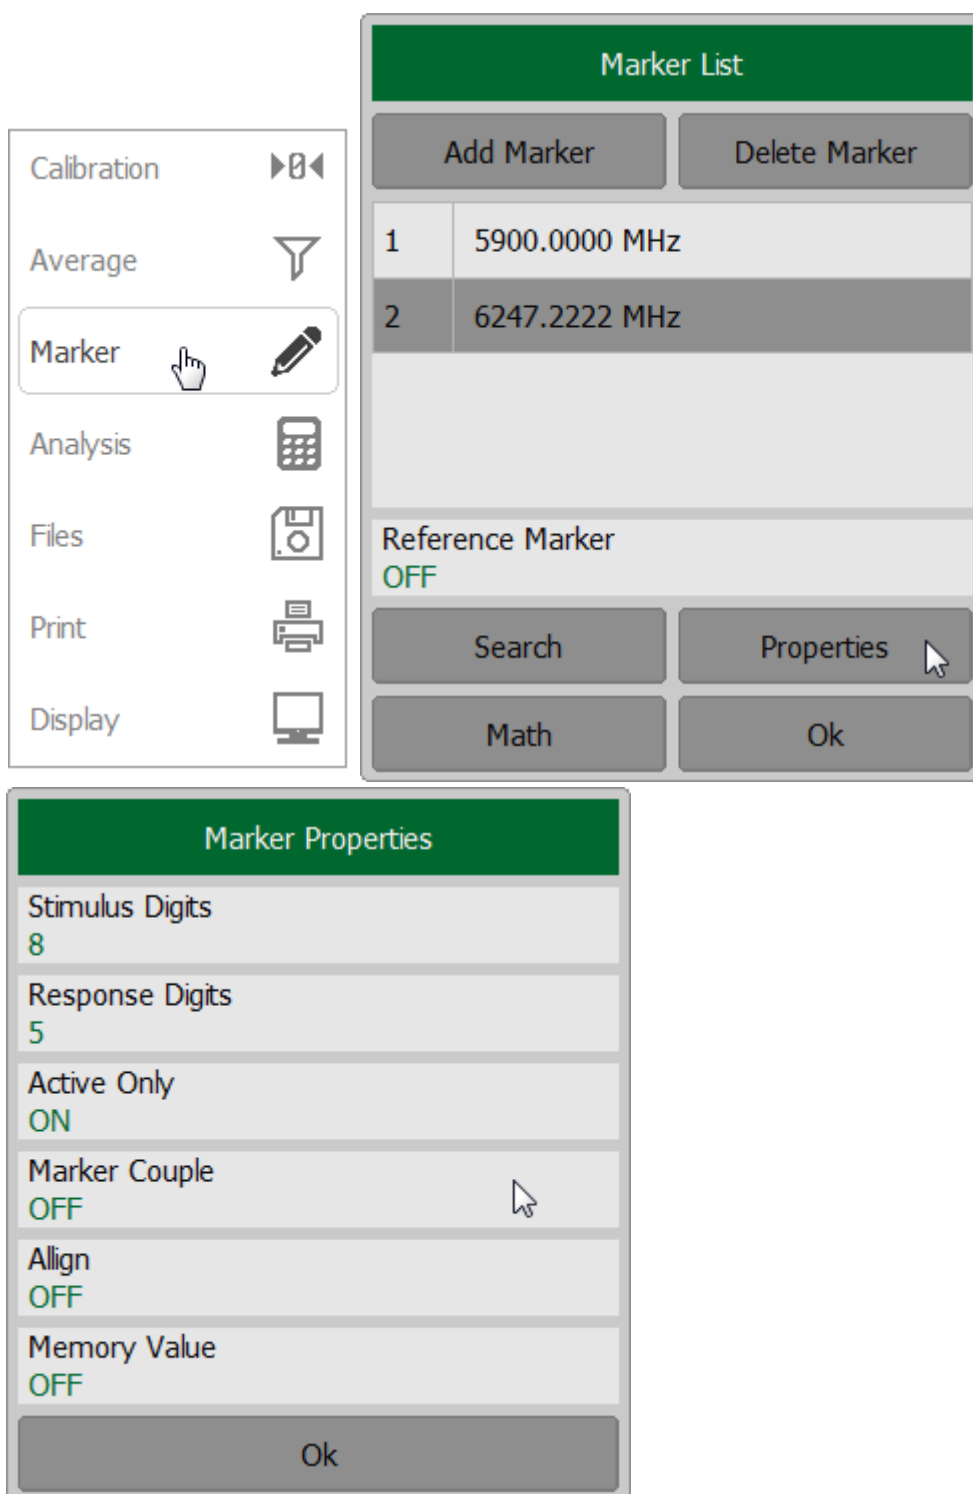 Calibration
Average
Marker
Analysis
Files
Print
Display
Marker List
Add Marker Delete Marker
1 5900.0000 MHz
2 6247.2222 MHz
Reference Marker
OFF
Search Properties
Math Ok
Marker Properties
Stimulus Digits
8
Response Digits
5
Active Only
ON
Marker Couple
OFF
Allign
OFF
Memory Value
OFF
Ok